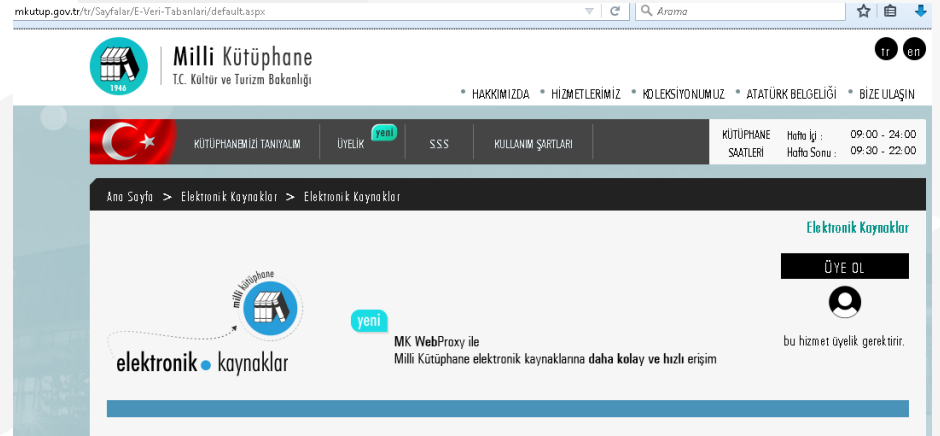 mkutup.gov.tr/tr/Sayfalar/E-Veri-Tabanlari/default.aspx
Arama
Milli Kütüphane
T.C. Kültür ve Turizm Bakanlığı
1946
tr en
HAKKIMIZDA • HİZMETLERİMİZ • KOLEKSİYONUMUZ • ATATÜRK BELGELİĞİ • BİZE ULAŞIN
KÜTÜPHANEMİZİ TANIYALIM ÜYELİK yeni S.S.S KULLANIM ŞARTLARI
KÜTÜPHANE SAATLERİ
Hafta İçi : 09:00 - 24:00
Hafta Sonu : 09:30 - 22:00
Ana Sayfa > Elektronik Kaynaklar > Elektronik Kaynaklar
Elektronik Kaynaklar
ÜYE OL
bu hizmet üyelik gerektirir.
milli kütüphane
elektronik • kaynaklar
yeni
MK WebProxy ile
Milli Kütüphane elektronik kaynaklarına daha kolay ve hızlı erişim